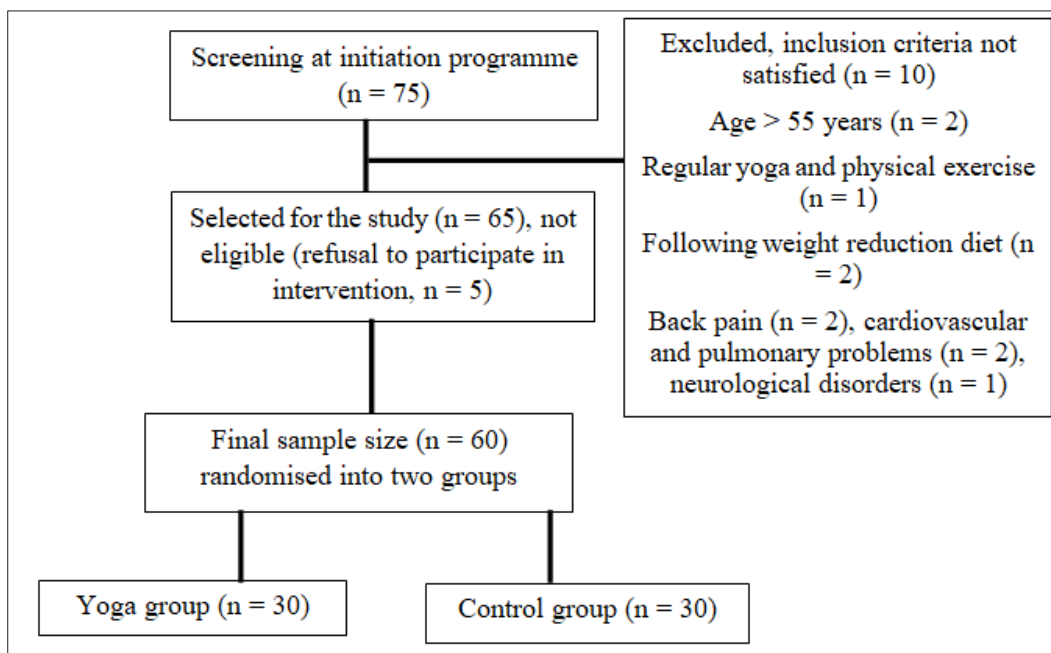 Screening at initiation programme
(n = 75)
Excluded, inclusion criteria not
satisfied (n = 10)
Age > 55 years (n = 2)
Regular yoga and physical exercise
(n = 1)
Following weight reduction diet (n
= 2)
Back pain (n = 2), cardiovascular
and pulmonary problems (n = 2),
neurological disorders (n = 1)
Selected for the study (n = 65), not
eligible (refusal to participate in
intervention, n = 5)
Final sample size (n = 60)
randomised into two groups
Yoga group (n = 30)
Control group (n = 30)